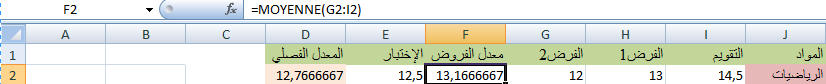 F2 fx =MOYENNE(G2:I2)
A B C D E F G H I J
1 المعدل الفصلي الإختبار معدل الفروض الفرض2 الفرض1 التقويم المواد
2 12,7666667 12,5 13,1666667 12 13 14,5 الرياضيات